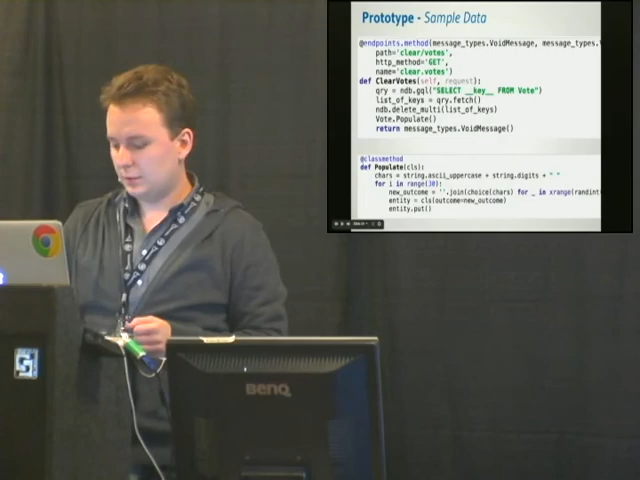 Prototype - Sample Data
@endpoints.method(message_types.VoidMessage, message_types.V
path='clear/votes',
http_method='GET',
name='clear.votes')
def ClearVotes(self, request):
qry = ndb.gql("SELECT __key__ FROM Vote")
list_of_keys = qry.fetch()
ndb.delete_multi(list_of_keys)
Vote.Populate()
return message_types.VoidMessage()
@classmethod
def Populate(cls):
chars = string.ascii_uppercase + string.digits + " "
for i in range(30):
new_outcome = ''.join(choice(chars) for _ in xrange(randint
entity = cls(outcome=new_outcome)
entity.put()
BenQ